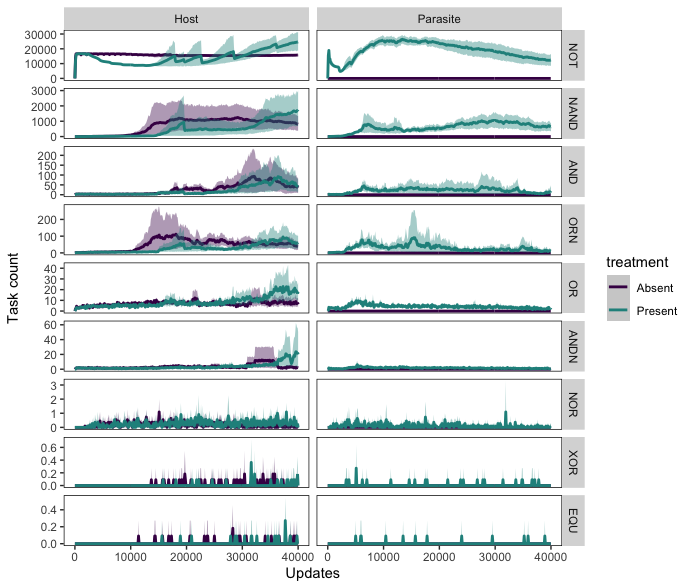 Host Parasite
30000
20000
10000
0
NOT
3000
2000
1000
0
NAND
200
150
100
50
0
AND
200
100
0
ORN
40
30
20
10
0
OR
60
40
20
0
ANDN
3
2
1
0
NOR
0.6
0.4
0.2
0.0
XOR
0.4
0.2
0.0
EQU
0 10000 20000 30000 40000 0 10000 20000 30000 40000
Updates
Task count
treatment
Absent
Present